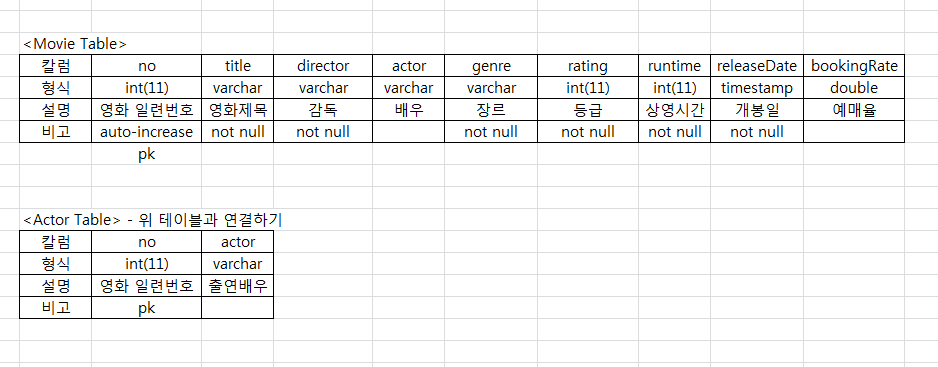 <Movie Table>
칼럼 no title director actor genre rating runtime releaseDate bookingRate
형식 int(11) varchar varchar varchar varchar int(11) int(11) timestamp double
설명 영화 일련번호 영화제목 감독 배우 장르 등급 상영시간 개봉일 예매율
비고 auto-increase not null not null not null not null not null not null
pk
<Actor Table> - 위 테이블과 연결하기
칼럼 no actor
형식 int(11) varchar
설명 영화 일련번호 출연배우
비고 pk